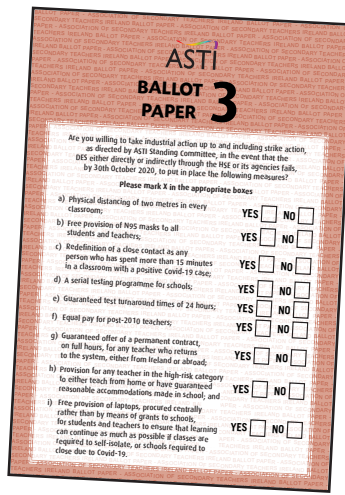 ASTI
BALLOT
PAPER 3
Are you willing to take industrial action up to and including strike action,
as directed by ASTI Standing Committee, in the event that the
DES either directly or indirectly through the HSE or its agencies fails,
by 30th October 2020, to put in place the following measures?
Please mark X in the appropriate boxes
a) Physical distancing of two metres in every
classroom; YES NO
b) Free provision of N95 masks to all
students and teachers; YES NO
c) Redefinition of a close contact as any
person who has spent more than 15 minutes
in a classroom with a positive Covid-19 case; YES NO
d) A serial testing programme for schools; YES NO
e) Guaranteed test turnaround times of 24 hours; YES NO
f) Equal pay for post-2010 teachers; YES NO
g) Guaranteed offer of a permanent contract,
on full hours, for any teacher who returns
to the system, either from Ireland or abroad; YES NO
h) Provision for any teacher in the high-risk category
to either teach from home or have guaranteed
reasonable accommodations made in school; and YES NO
i) Free provision of laptops, procured centrally
rather than by means of grants to schools,
for students and teachers to ensure that learning
can continue as much as possible if classes are
required to self-isolate, or schools required to
close due to Covid-19. YES NO